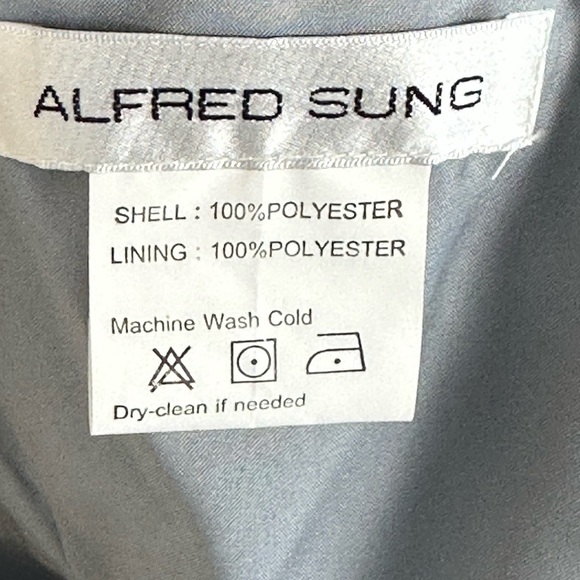 ALFRED SUNG
SHELL : 100%POLYESTER
LINING : 100%POLYESTER
Machine Wash Cold
Dry-clean if needed